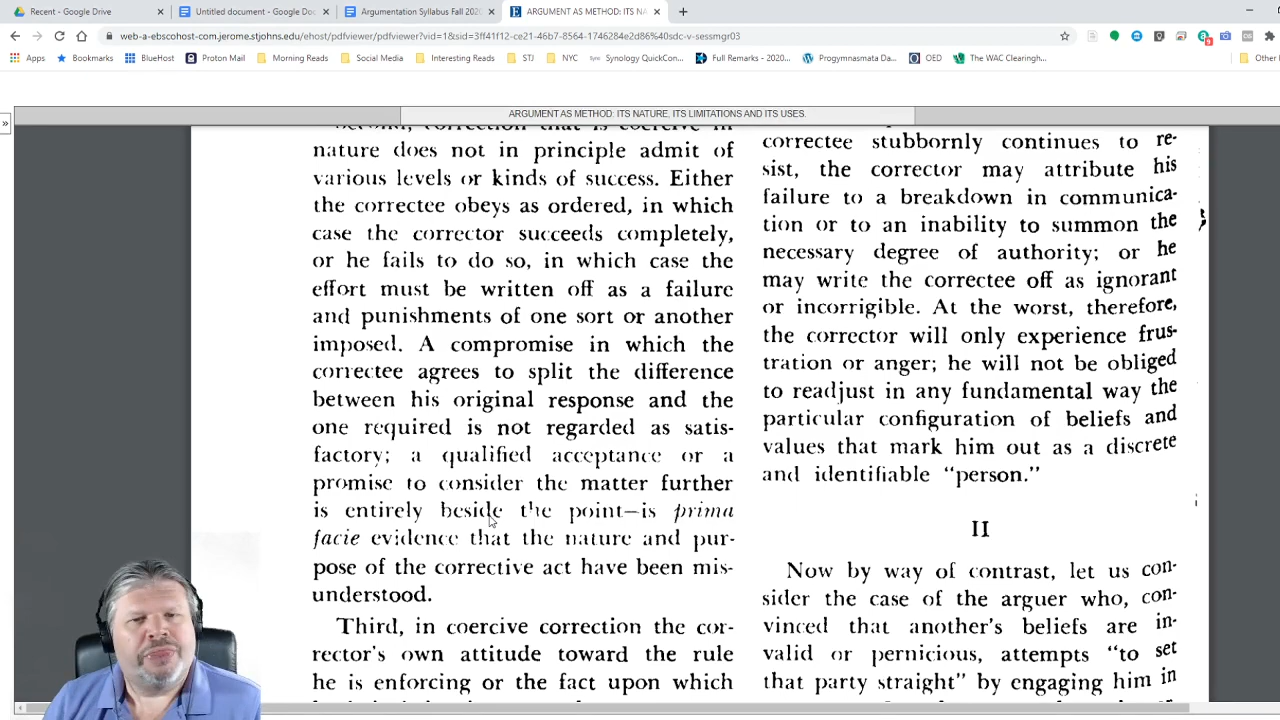 Recent - Google Drive
Untitled document - Google Doc
Argumentation Syllabus Fall 202
ARGUMENT AS METHOD: ITS NA
web-a-ebscohost-com.jerome.stjohns.edu/ehost/pdfviewer/pdfviewer?vid=1&sid=3ff41f12-ce21-46b7-8564-1746284e2d86%40sdc-v-sessmgr03
Apps
Bookmarks
BlueHost
Proton Mail
Morning Reads
Social Media
Interesting Reads
STJ
NYC
Synology QuickCon...
Full Remarks - 2020...
Progymnasmata Da...
OED
The WAC Clearingh...
Other
ARGUMENT AS METHOD: ITS NATURE, ITS LIMITATIONS AND ITS USES.
correction that is coercive in
nature does not in principle admit of
various levels or kinds of success. Either
the correctee obeys as ordered, in which
case the corrector succeeds completely,
or he fails to do so, in which case the
effort must be written off as a failure
and punishments of one sort or another
imposed. A compromise in which the
correctee agrees to split the difference
between his original response and the
one required is not regarded as satis-
factory; a qualified acceptance or a
promise to consider the matter further
is entirely beside the point—is prima
facie evidence that the nature and pur-
pose of the corrective act have been mis-
understood.
Third, in coercive correction the cor-
rector's own attitude toward the rule
he is enforcing or the fact upon which
correctee stubbornly continues to re-
sist, the corrector may attribute his
failure to a breakdown in communica-
tion or to an inability to summon the
necessary degree of authority; or he
may write the correctee off as ignorant
or incorrigible. At the worst, therefore,
the corrector will only experience frus-
tration or anger; he will not be obliged
to readjust in any fundamental way the
particular configuration of beliefs and
values that mark him out as a discrete
and identifiable “person.”
II
Now by way of contrast, let us con-
sider the case of the arguer who, con-
vinced that another's beliefs are in-
valid or pernicious, attempts “to set
that party straight” by engaging him in